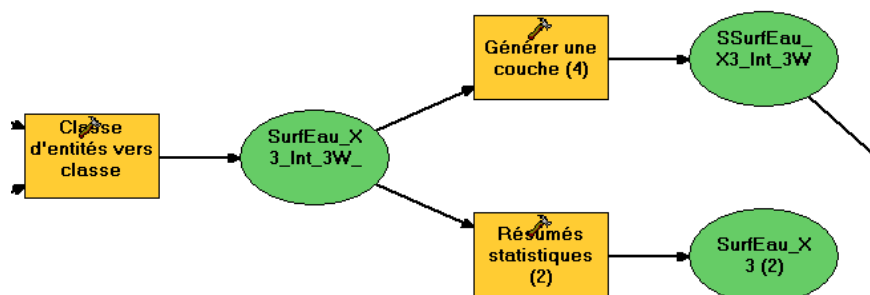 Générer une
couche (4)
SSurfEau_
X3_Int_3W
Classe
d'entités vers
classe
SurfEau_X
3_Int_3W_
Résumés
statistiques
(2)
SurfEau_X
3 (2)